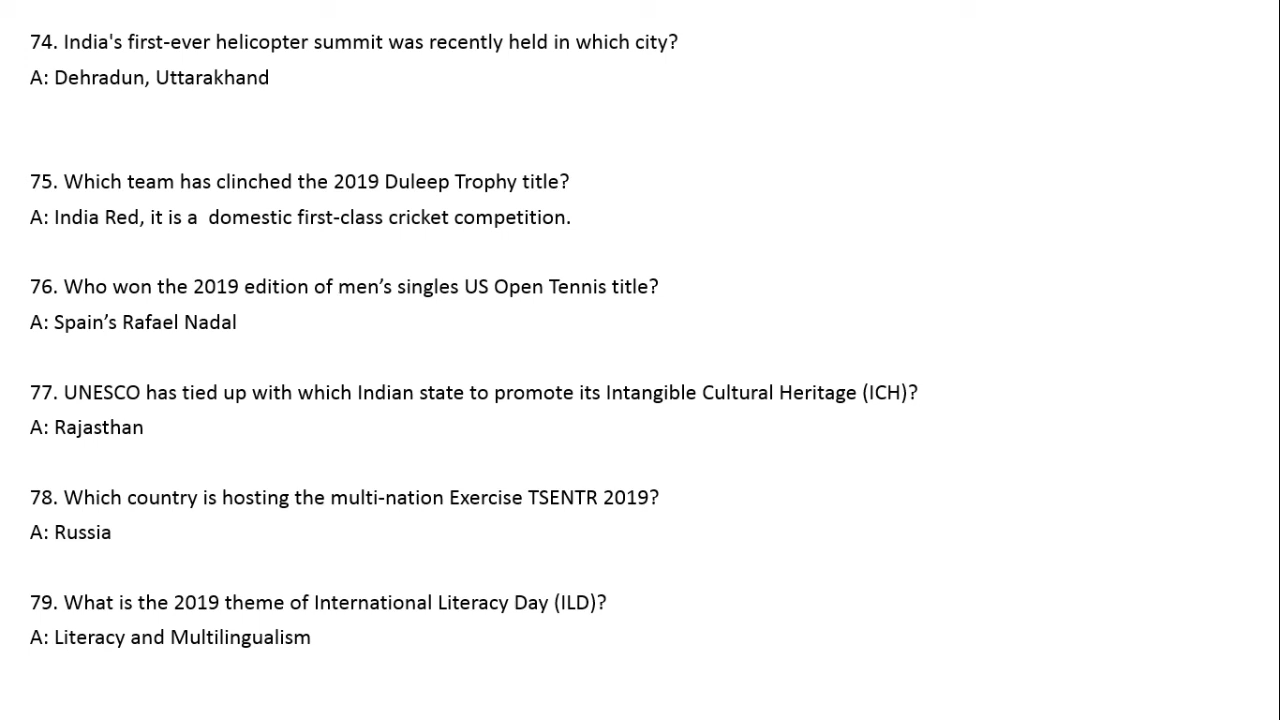 74. India's first-ever helicopter summit was recently held in which city?
A: Dehradun, Uttarakhand
75. Which team has clinched the 2019 Duleep Trophy title?
A: India Red, it is a  domestic first-class cricket competition.
76. Who won the 2019 edition of men’s singles US Open Tennis title?
A: Spain’s Rafael Nadal
77. UNESCO has tied up with which Indian state to promote its Intangible Cultural Heritage (ICH)?
A: Rajasthan
78. Which country is hosting the multi-nation Exercise TSENTR 2019?
A: Russia
79. What is the 2019 theme of International Literacy Day (ILD)?
A: Literacy and Multilingualism